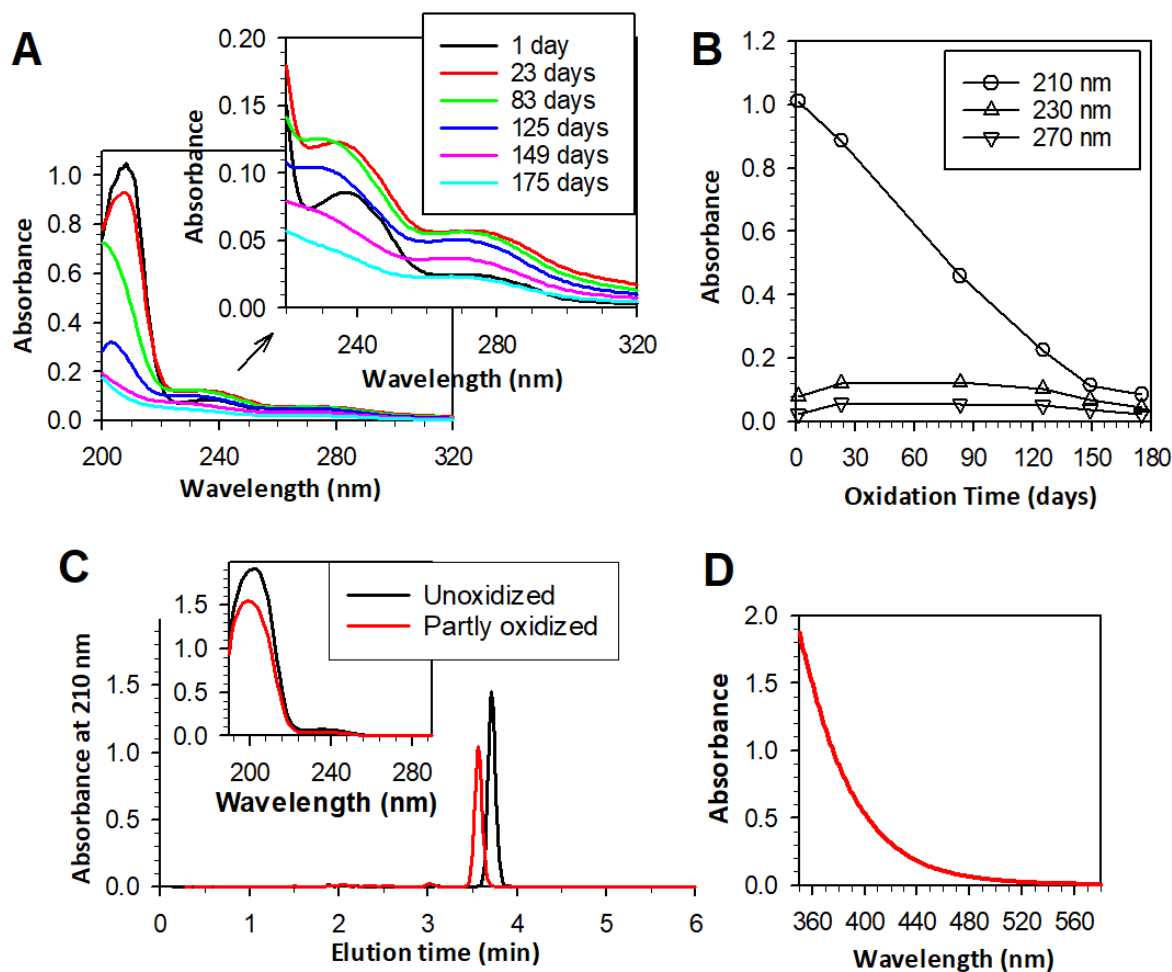 A
Absorbance
1.0
0.8
0.6
0.4
0.2
0.0
200 240 280 320
Wavelength (nm)
Absorbance
0.20
0.15
0.10
0.05
0.00
240 280 320
Wavelength (nm)
1 day
23 days
83 days
125 days
149 days
175 days
B
Absorbance
1.2
1.0
0.8
0.6
0.4
0.2
0.0
0 30 60 90 120 150 180
Oxidation Time (days)
210 nm
230 nm
270 nm
C
Absorbance at 210 nm
1.5
1.0
0.5
0.0
0 1 2 3 4 5 6
Elution time (min)
1.5
1.0
0.5
0.0
200 240 280
Wavelength (nm)
Unoxidized
Partly oxidized
D
Absorbance
2.0
1.5
1.0
0.5
0.0
360 400 440 480 520 560
Wavelength (nm)